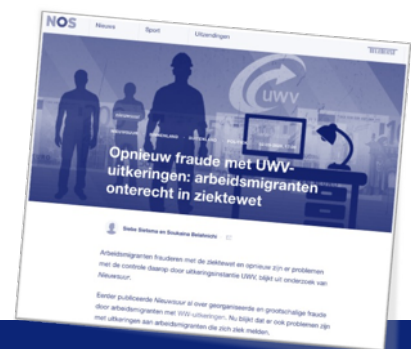 NOS
Nieuws Sport Uitzendingen
UWV
Opnieuw fraude met UWV-
uitkeringen: arbeidsmigranten
onterecht in ziektewet
Arbeidsmigranten frauderen met de ziektewet en opnieuw zijn er problemen
met de controle daarop door uitkeringsinstantie UWV, blijkt uit onderzoek van
Nieuwsuur.
Eerder publiceerde Nieuwsuur al over georganiseerde en grootschalige fraude
door arbeidsmigranten met WW-uitkeringen. Nu blijkt dat er ook problemen zijn
met uitkeringen aan arbeidsmigranten die zich ziek melden.